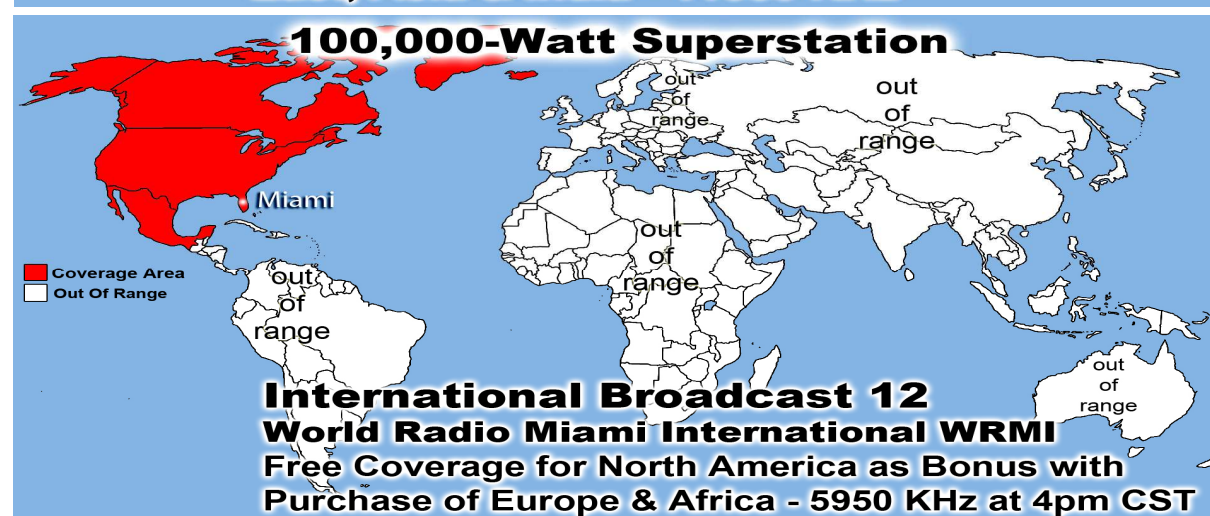 100,000-Watt Superstation
out
of
range
out
of
range
Miami
out
of
range
Coverage Area
Out Of Range
out
of
range
out
of
range
International Broadcast 12
World Radio Miami International WRMI
Free Coverage for North America as Bonus with
Purchase of Europe & Africa - 5950 KHz at 4pm CST